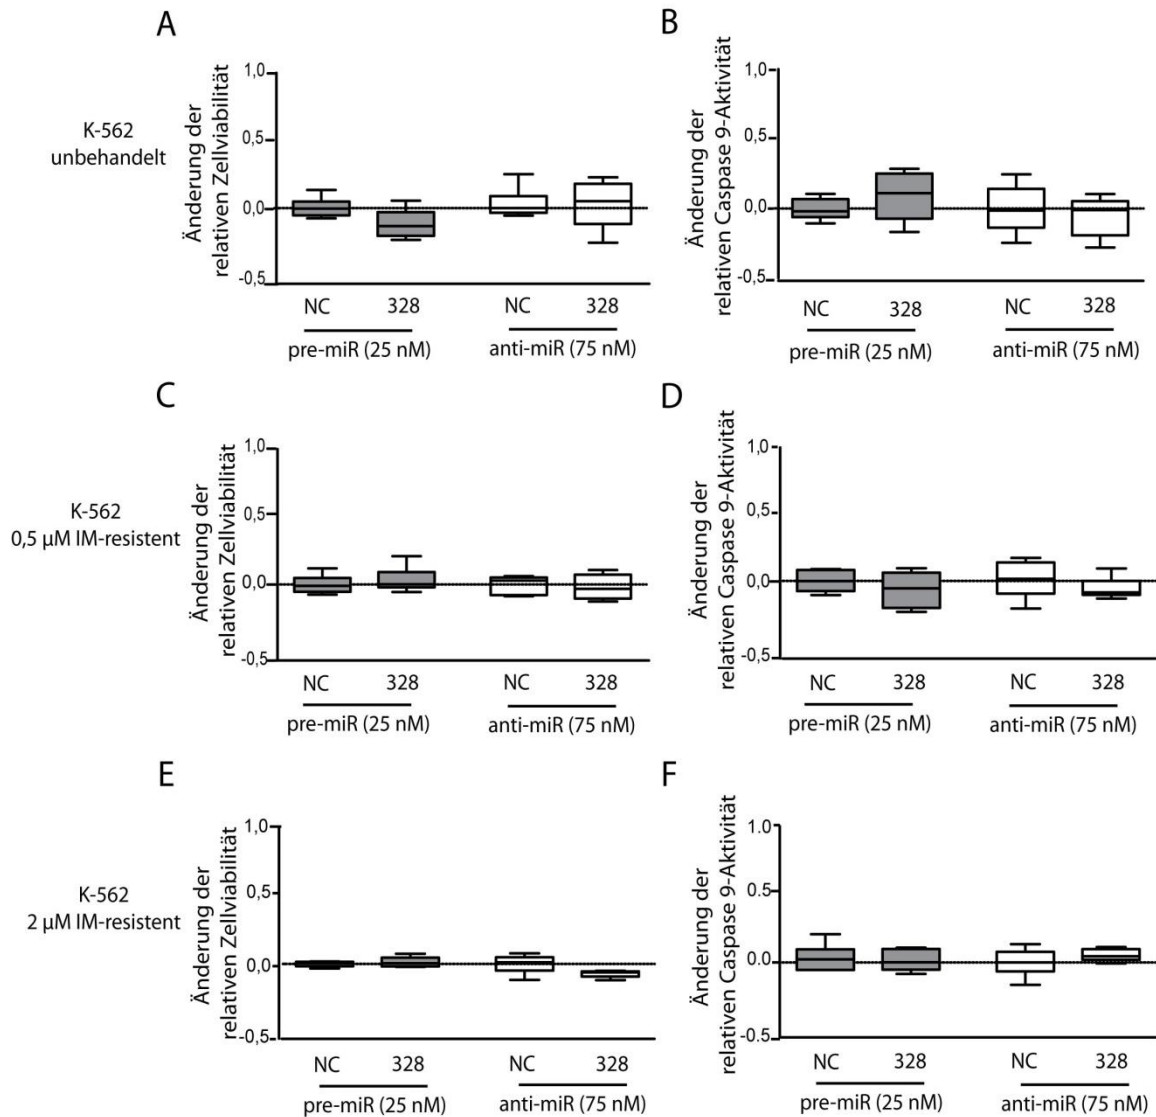 A
B
K-562
unbehandelt
Änderung der
relativen Zellviabilität
1,0
0,5
0,0
-0,5
NC 328 NC 328
pre-miR (25 nM) anti-miR (75 nM)
Änderung der
relativen Caspase 9-Aktivität
1,0
0,5
0,0
-0,5
NC 328 NC 328
pre-miR (25 nM) anti-miR (75 nM)
C
D
K-562
0,5 µM IM-resistent
Änderung der
relativen Zellviabilität
1,0
0,5
0,0
-0,5
NC 328 NC 328
pre-miR (25 nM) anti-miR (75 nM)
Änderung der
relativen Caspase 9-Aktivität
1,0
0,5
0,0
-0,5
NC 328 NC 328
pre-miR (25 nM) anti-miR (75 nM)
E
F
K-562
2 µM IM-resistent
Änderung der
relativen Zellviabilität
1,0
0,5
0,0
-0,5
NC 328 NC 328
pre-miR (25 nM) anti-miR (75 nM)
Änderung der
relativen Caspase 9-Aktivität
1.0
0.5
0.0
-0.5
NC 328 NC 328
pre-miR (25 nM) anti-miR (75 nM)